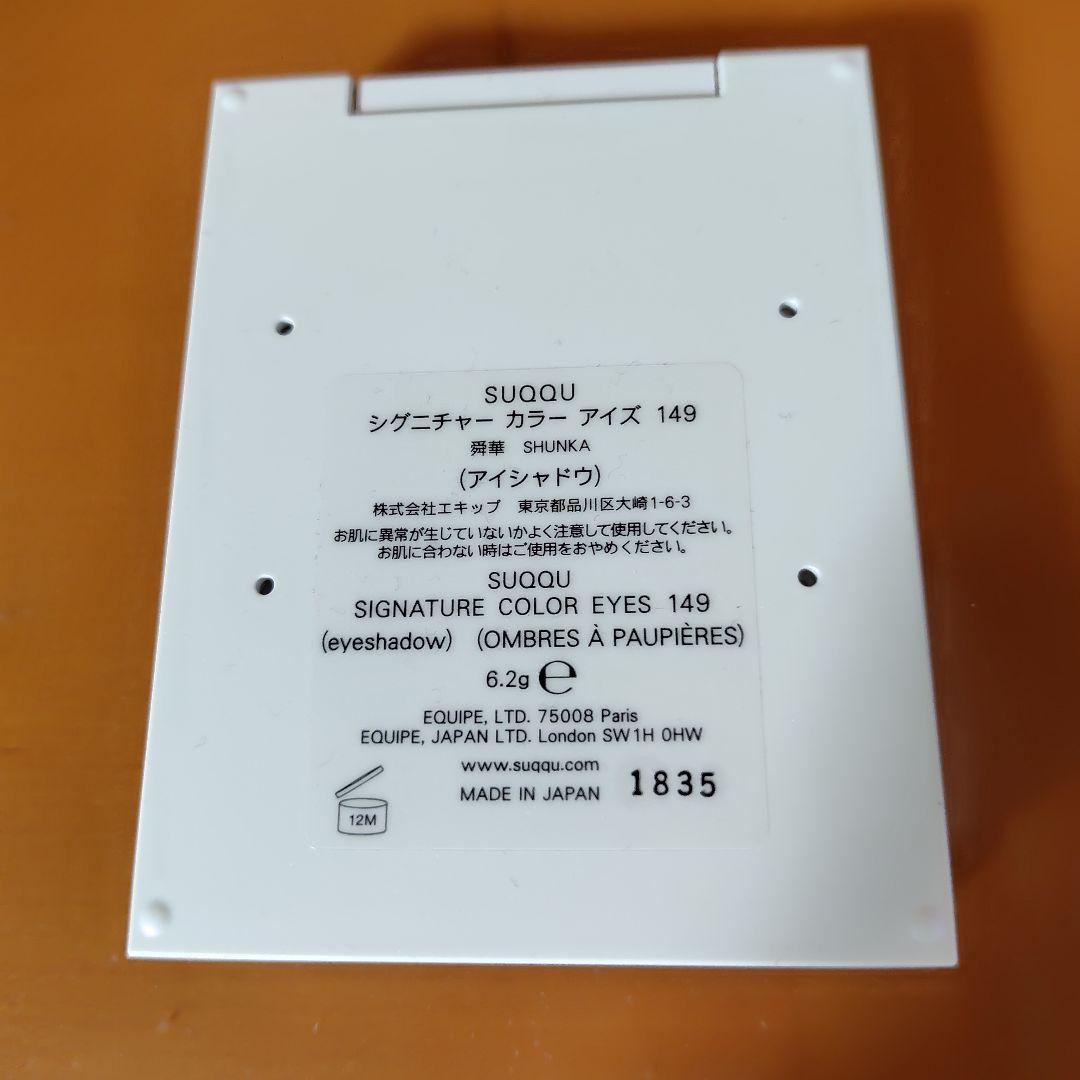 SUQQU
シグニチャー カラー アイズ 149
舜華 SHUNKA
(アイシャドウ)
株式会社エキップ 東京都品川区大崎1-6-3
お肌に異常が生じていないかよく注意して使用してください。
お肌に合わない時はご使用をおやめください。
SUQQU
SIGNATURE COLOR EYES 149
(eyeshadow) (OMBRES À PAUPIÈRES)
6.2g ℮
EQUIPE, LTD. 75008 Paris
EQUIPE, JAPAN LTD. London SW1H 0HW
www.suqqu.com
MADE IN JAPAN 1835
12M